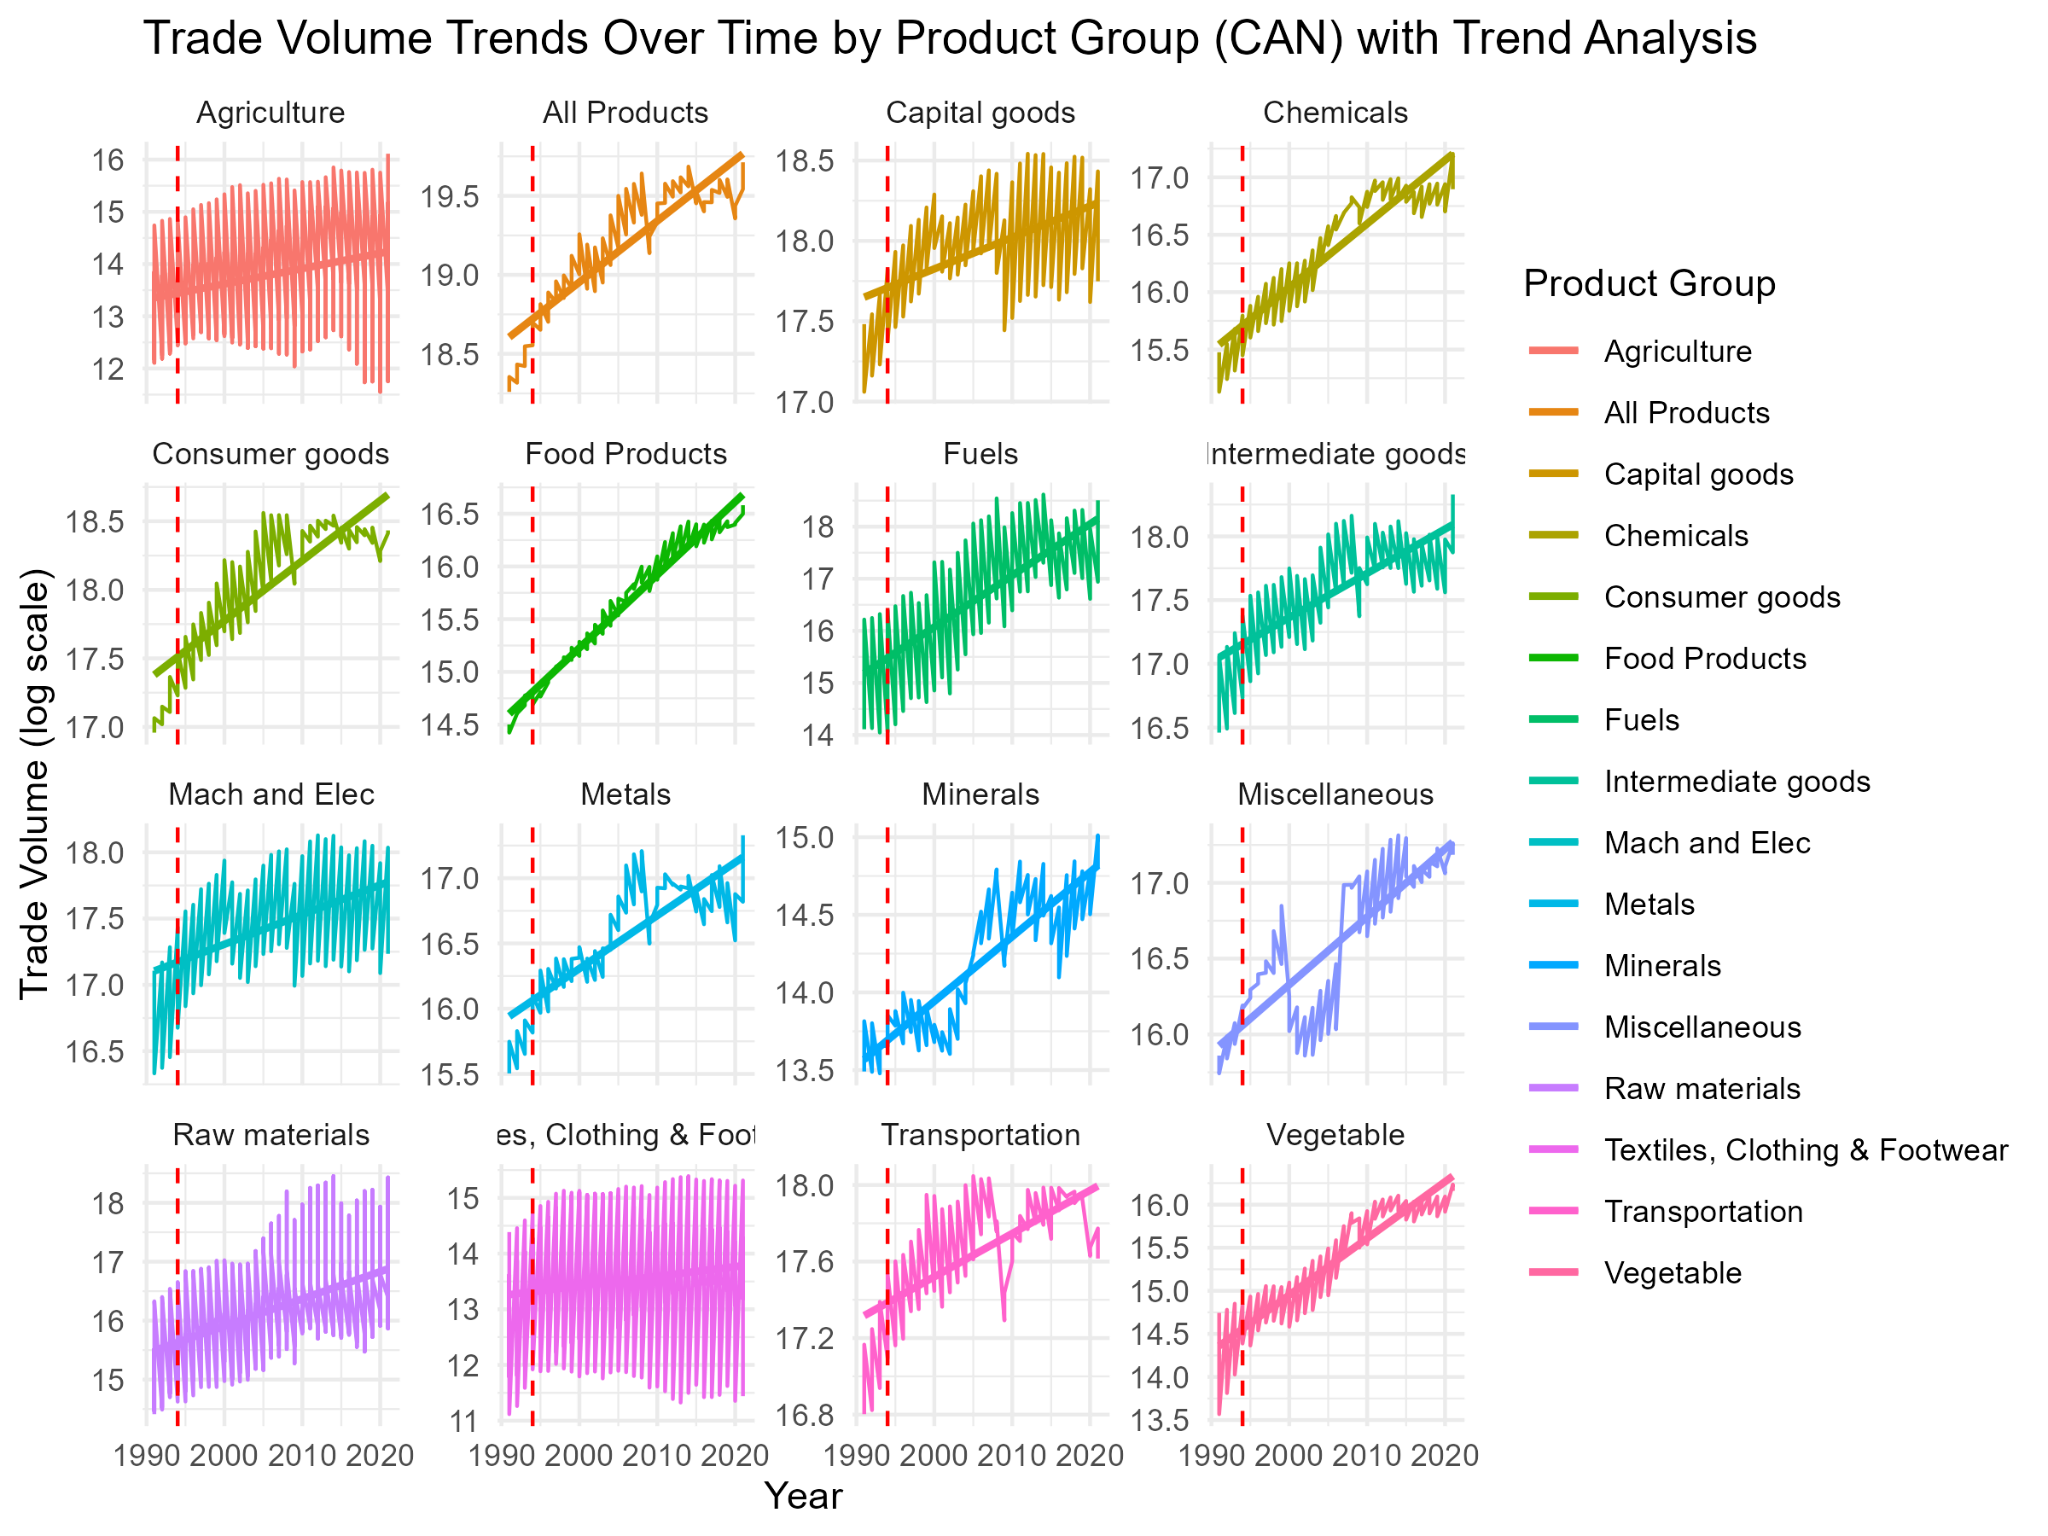 Trade Volume Trends Over Time by Product Group (CAN) with Trend Analysis
Agriculture
16
15
14
13
12
All Products
19.5
19.0
18.5
Capital goods
18.5
18.0
17.5
17.0
Chemicals
17.0
16.5
16.0
15.5
Consumer goods
18.5
18.0
17.5
17.0
Food Products
16.5
16.0
15.5
15.0
14.5
Fuels
18
17
16
15
14
Intermediate goods
18.0
17.5
17.0
16.5
Mach and Elec
18.0
17.5
17.0
16.5
Metals
17.0
16.5
16.0
15.5
Minerals
15.0
14.5
14.0
13.5
Miscellaneous
17.0
16.5
16.0
Raw materials
18
17
16
15
1990 2000 2010 2020
es, Clothing & Foot
15
14
13
12
11
1990 2000 2010 2020
Transportation
18.0
17.6
17.2
16.8
1990 2000 2010 2020
Vegetable
16.0
15.5
15.0
14.5
14.0
13.5
1990 2000 2010 2020
Trade Volume (log scale)
Year
Product Group
Agriculture
All Products
Capital goods
Chemicals
Consumer goods
Food Products
Fuels
Intermediate goods
Mach and Elec
Metals
Minerals
Miscellaneous
Raw materials
Textiles, Clothing & Footwear
Transportation
Vegetable